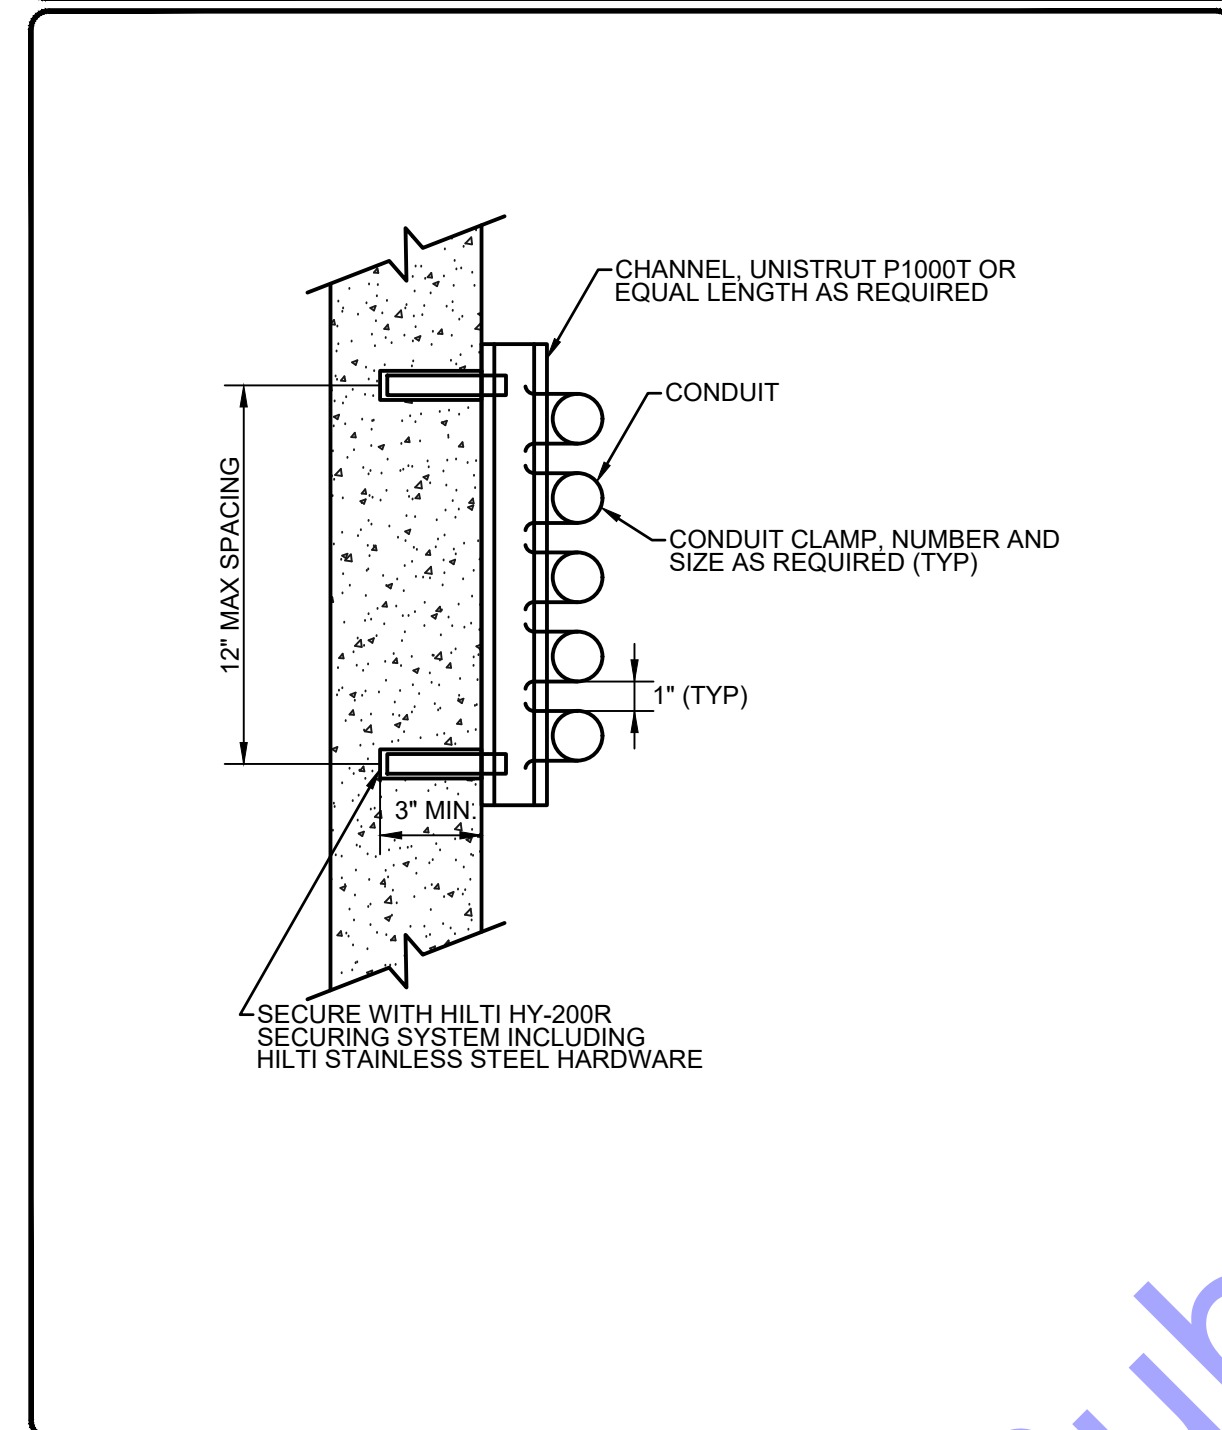 CHANNEL, UNISTRUT P1000T OR
EQUAL LENGTH AS REQUIRED
CONDUIT
CONDUIT CLAMP, NUMBER AND
SIZE AS REQUIRED (TYP)
12" MAX SPACING
1" (TYP)
3" MIN.
SECURE WITH HILTI HY-200R
SECURING SYSTEM INCLUDING
HILTI STAINLESS STEEL HARDWARE
ub